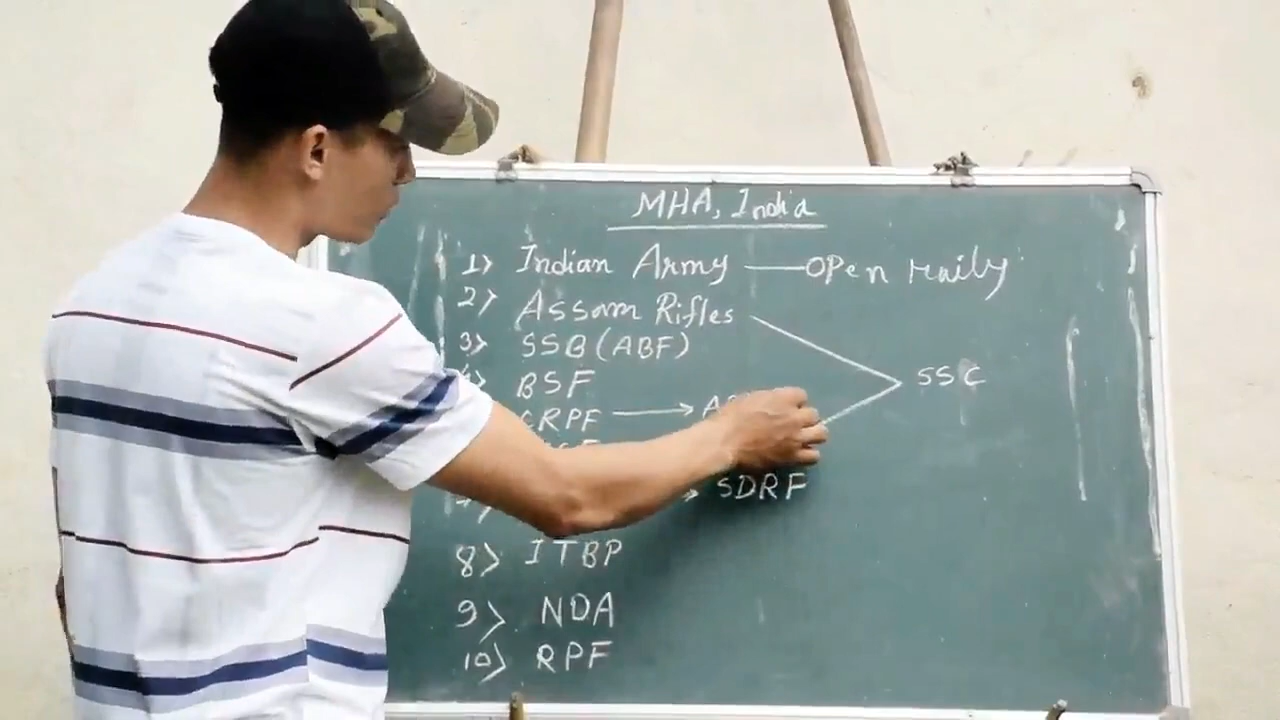 MHA, India
1) Indian Army — OPen Raily
2) Assam Rifles
3) SSB (ABF)
SSC
BSF
CRPF →
→ SDRF
8) ITBP
9) NDA
10) RPF